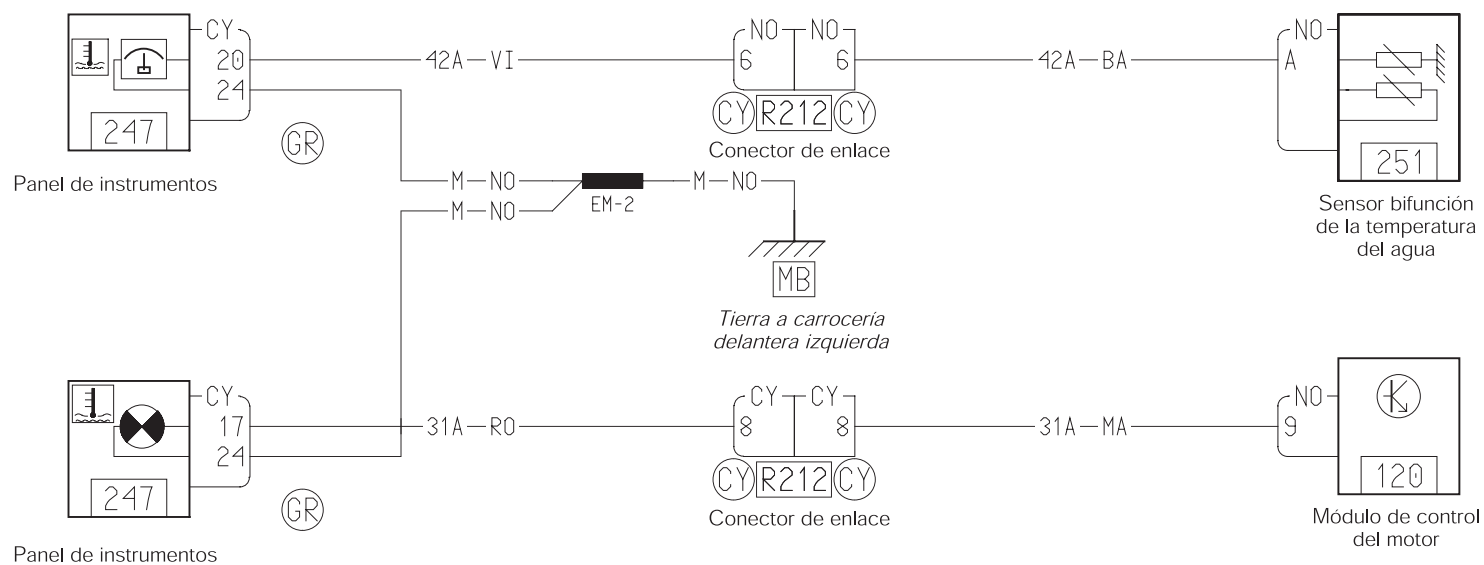 CY
20
24
247
GR
Panel de instrumentos
42A VI
NO NO
6 6
CY R212 CY
Conector de enlace
42A BA
NO
A
251
Sensor bifunción
de la temperatura
del agua
M NO
M NO
EM-2
M NO
MB
Tierra a carrocería
delantera izquierda
CY
17
24
247
GR
Panel de instrumentos
31A RO
CY CY
8 8
CY R212 CY
Conector de enlace
31A MA
NO
9
120
Módulo de control
del motor